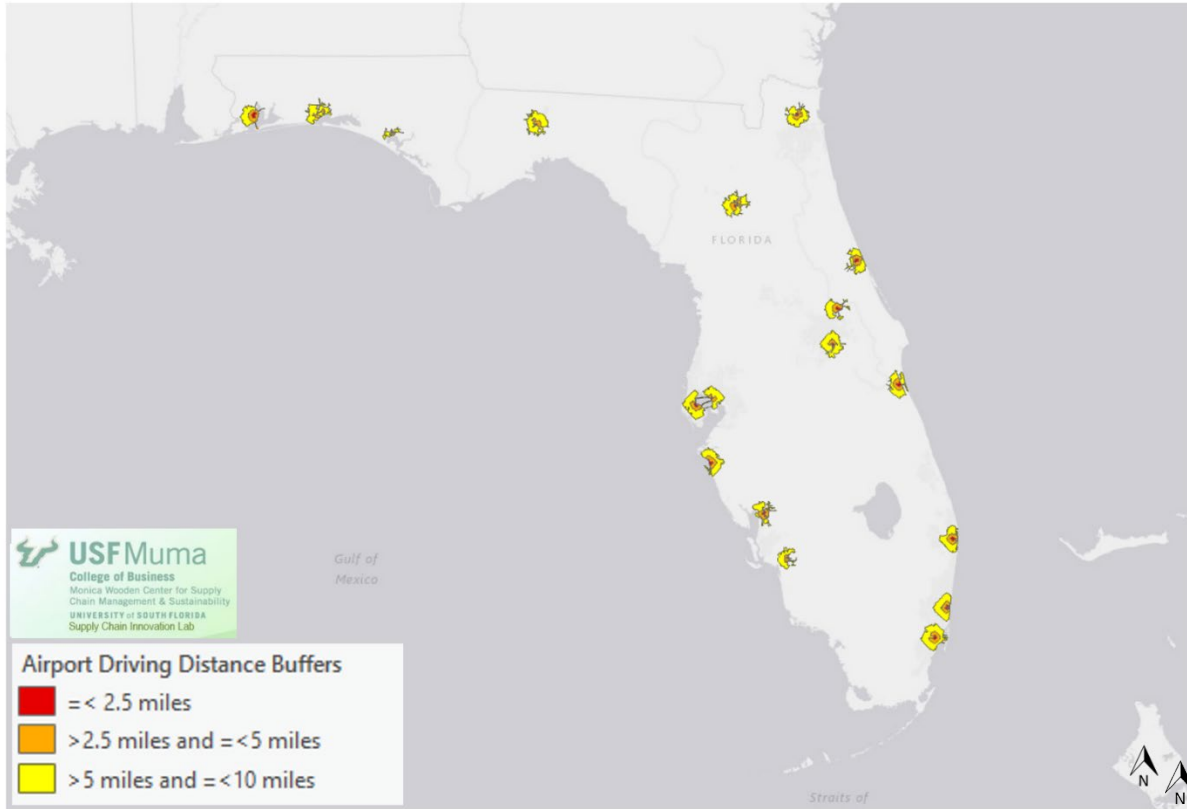 FLORIDA
Gulf of
Mexico
USF Muma
College of Business
Monica Wooden Center for Supply
Chain Management & Sustainability
UNIVERSITY of SOUTH FLORIDA
Supply Chain Innovation Lab
Airport Driving Distance Buffers
=< 2.5 miles
>2.5 miles and =<5 miles
>5 miles and =<10 miles
Straits of
N
N